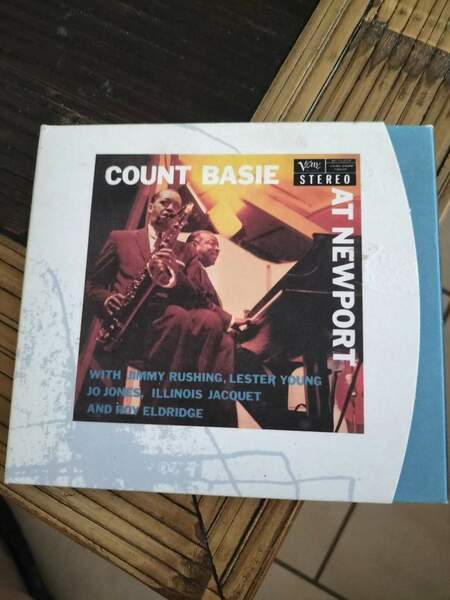 COUNT BASIE
Verve
STEREO
AT NEWPORT
WITH JIMMY RUSHING, LESTER YOUNG
JO JONES, ILLINOIS JACQUET
AND ROY ELDRIDGE